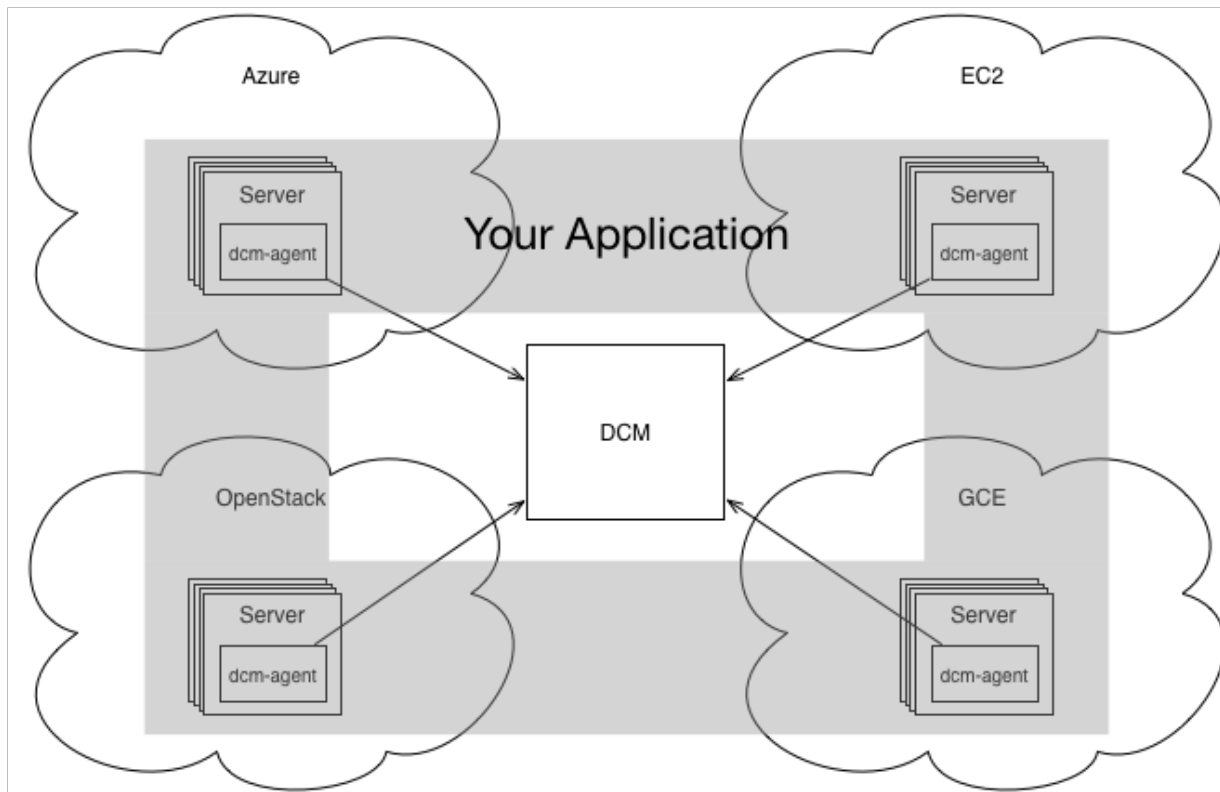 Azure
EC2
Server
Server
Your Application
dcm-agent
dcm-agent
DCM
OpenStack
GCE
Server
Server
dcm-agent
dcm-agent